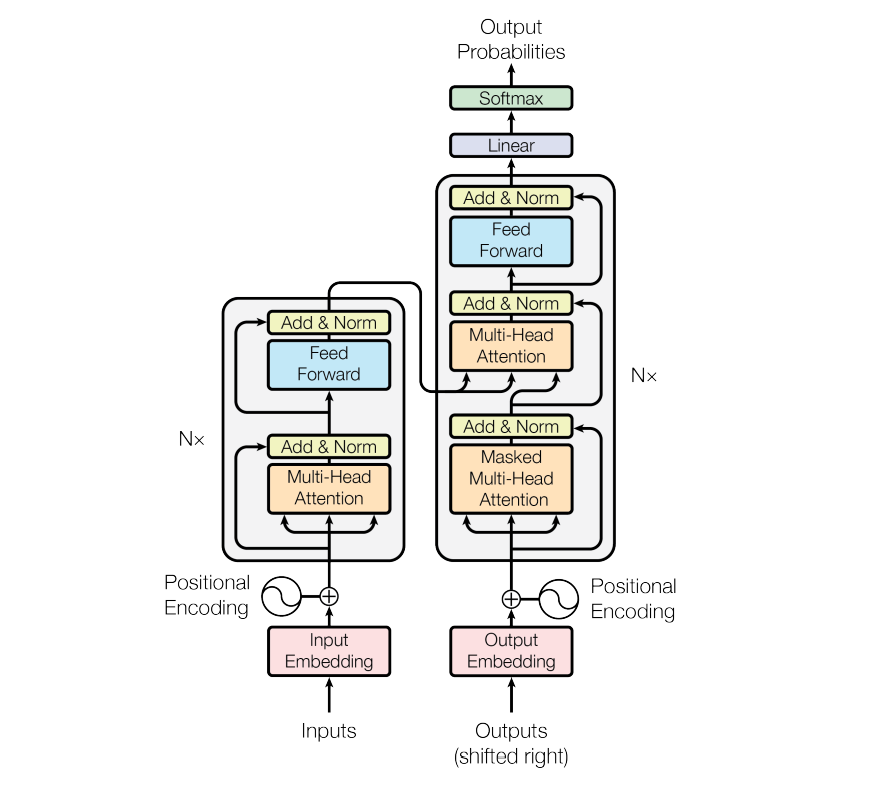 Output
Probabilities
Softmax
Linear
Add & Norm
Feed
Forward
Add & Norm
Multi-Head
Attention
Add & Norm
Masked
Multi-Head
Attention
N×
Add & Norm
Feed
Forward
Add & Norm
Multi-Head
Attention
N×
Positional
Encoding
Positional
Encoding
Input
Embedding
Output
Embedding
Inputs
Outputs
(shifted right)